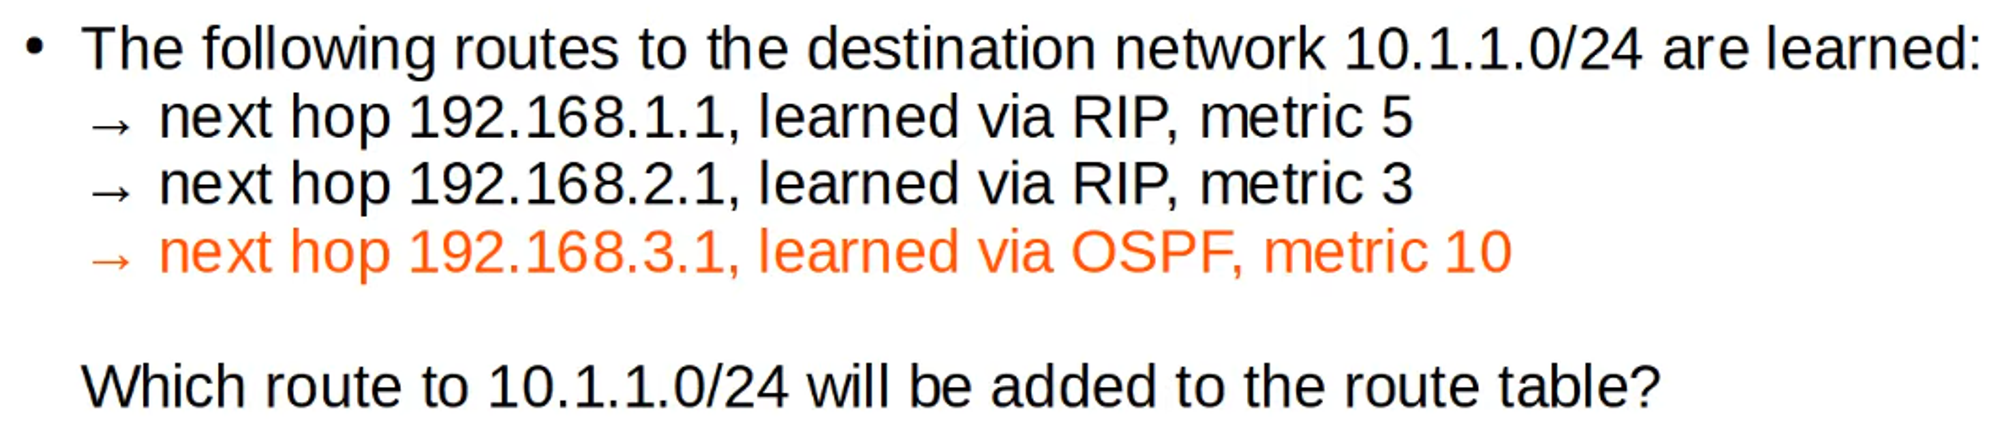 • The following routes to the destination network 10.1.1.0/24 are learned:
→ next hop 192.168.1.1, learned via RIP, metric 5
→ next hop 192.168.2.1, learned via RIP, metric 3
→ next hop 192.168.3.1, learned via OSPF, metric 10
Which route to 10.1.1.0/24 will be added to the route table?